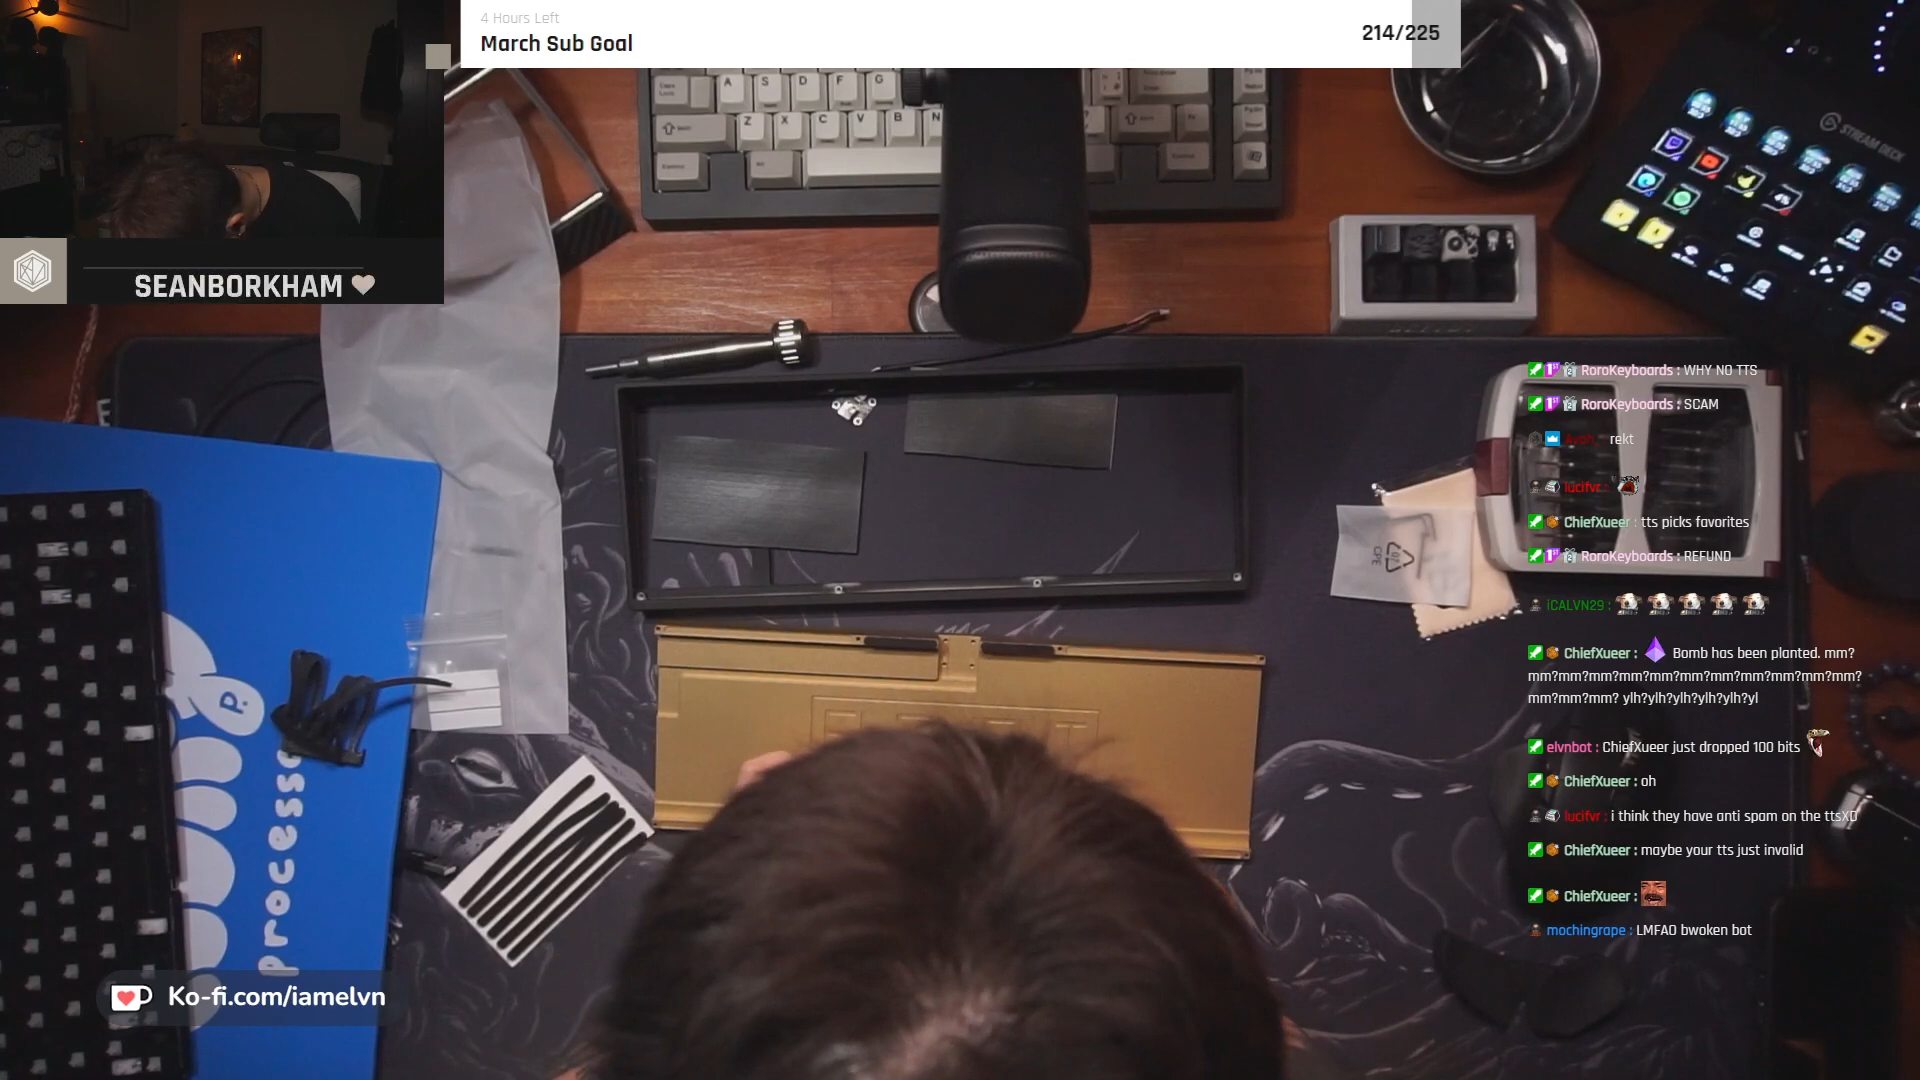 4 Hours Left
March Sub Goal
214/225
SEANBORKHAM
A S D F G
Z X C V B N
STREAM DECK
RoroKeyboards : WHY NO TTS
RoroKeyboards : SCAM
rekt
lucifvr :
ChiefXueer : tts picks favorites
RoroKeyboards : REFUND
iCALVN29 :
ChiefXueer : Bomb has been planted. mm?
mm?mm?mm?mm?mm?mm?mm?mm?mm?mm?mm?
mm?mm?mm? ylh?ylh?ylh?ylh?ylh?yl
elvnbot : ChiefXueer just dropped 100 bits
ChiefXueer : oh
lucifvr : i think they have anti spam on the ttsXD
ChiefXueer : maybe your tts just invalid
ChiefXueer :
mochingrape : LMFAO bwoken bot
CPE
P.
process
Ko-fi.com/iamelvn